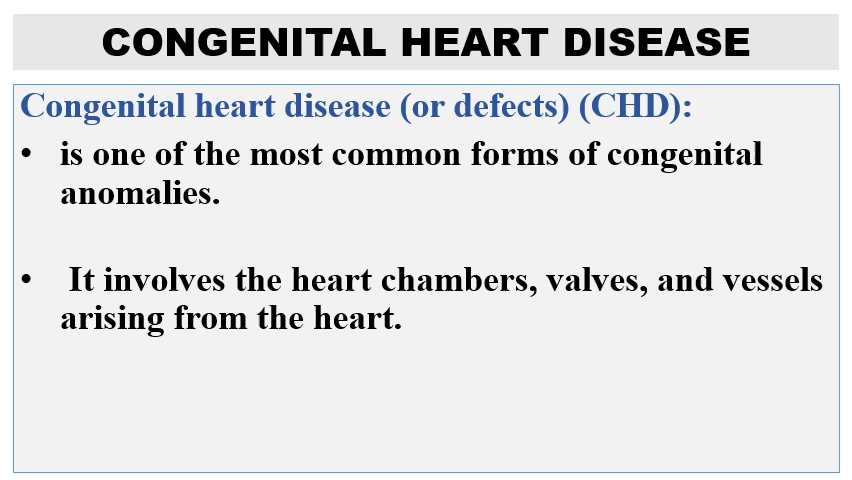 CONGENITAL HEART DISEASE
Congenital heart disease (or defects) (CHD):
• is one of the most common forms of congenital
anomalies.
• It involves the heart chambers, valves, and vessels
arising from the heart.